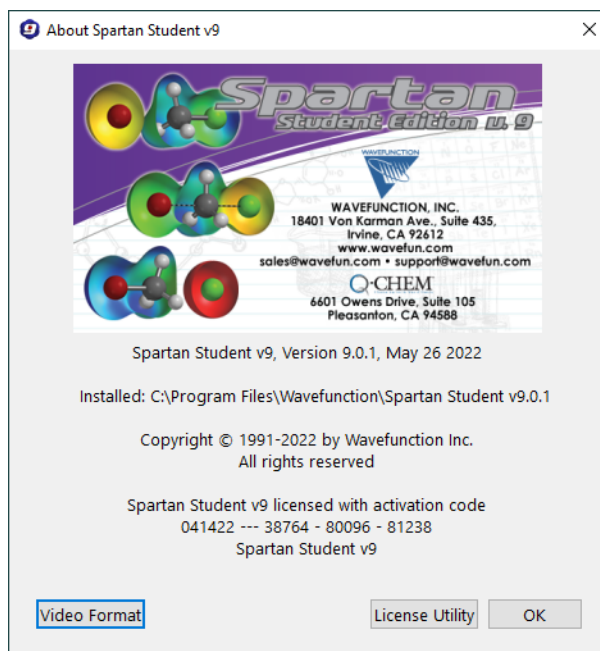 About Spartan Student v9
Spartan
Student Edition v. 9
WAVEFUNCTION
WAVEFUNCTION, INC.
18401 Von Karman Ave., Suite 435,
Irvine, CA 92612
www.wavefun.com
sales@wavefun.com • support@wavefun.com
Q-CHEM
6601 Owens Drive, Suite 105
Pleasanton, CA 94588
Spartan Student v9, Version 9.0.1, May 26 2022
Installed: C:\Program Files\Wavefunction\Spartan Student v9.0.1
Copyright © 1991-2022 by Wavefunction Inc.
All rights reserved
Spartan Student v9 licensed with activation code
041422 --- 38764 - 80096 - 81238
Spartan Student v9
Video Format
License Utility
OK